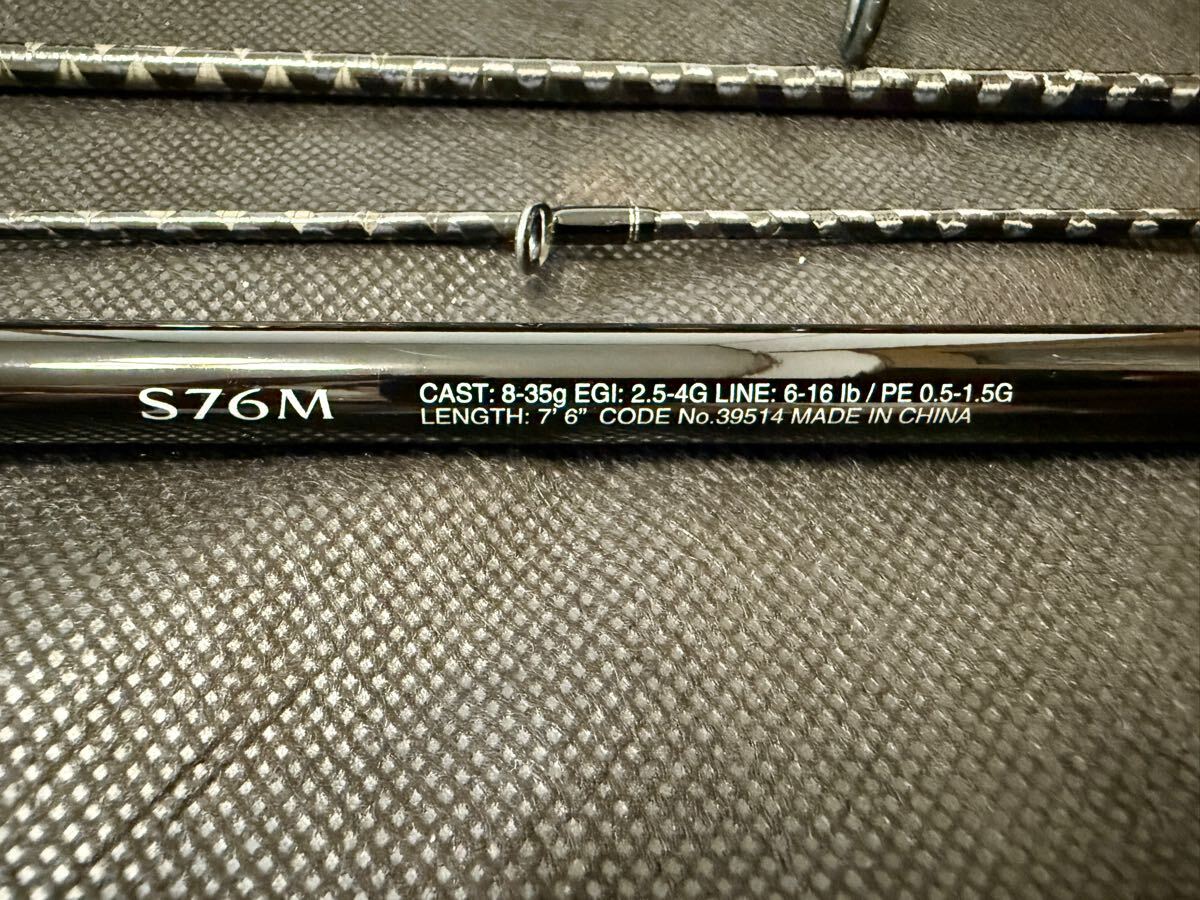 S76M
CAST: 8-35g EGI: 2.5-4G LINE: 6-16 lb / PE 0.5-1.5G
LENGTH: 7' 6” CODE No.39514 MADE IN CHINA